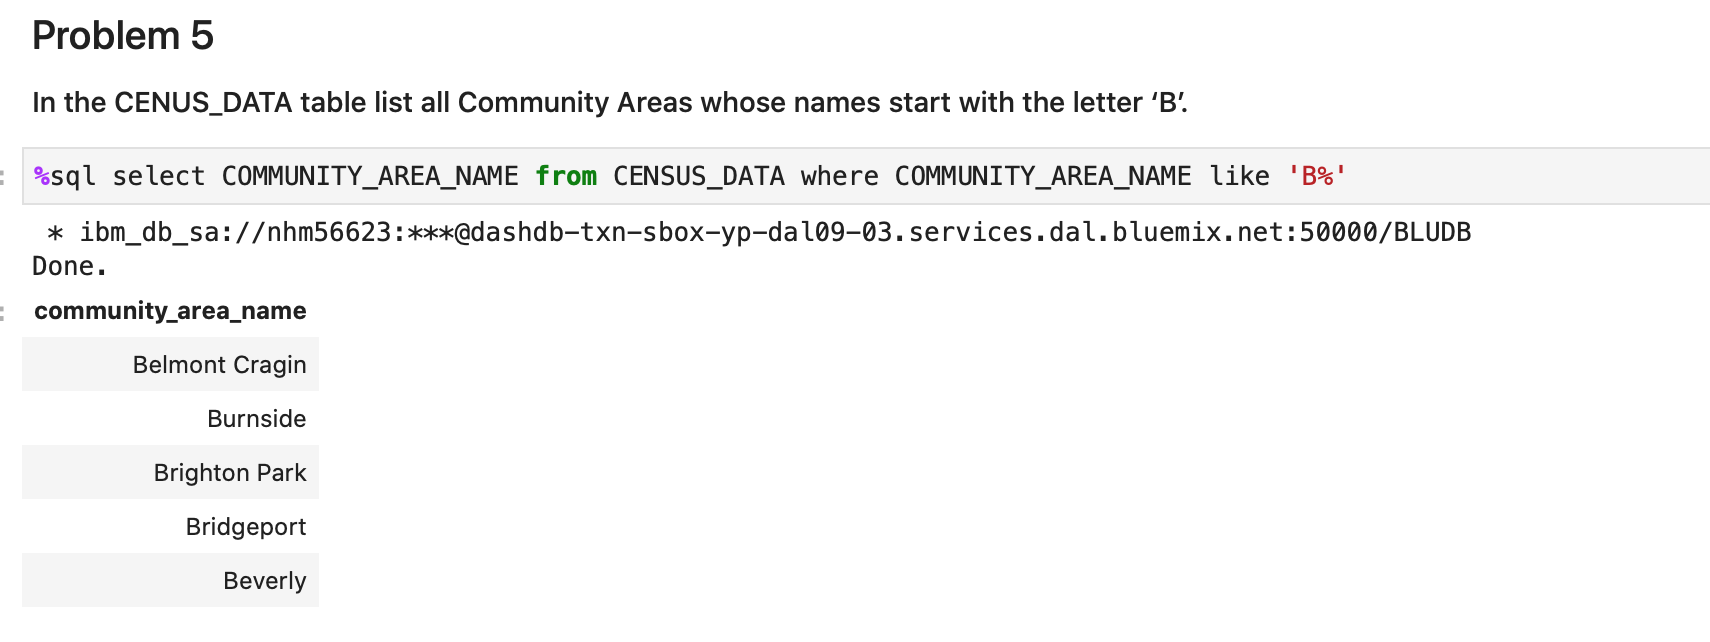 Problem 5
In the CENUS_DATA table list all Community Areas whose names start with the letter ‘B’.
%sql select COMMUNITY_AREA_NAME from CENSUS_DATA where COMMUNITY_AREA_NAME like 'B%'
* ibm_db_sa://nhm56623:***@dashdb-txn-sbox-yp-dal09-03.services.dal.bluemix.net:50000/BLUDB
Done.
community_area_name
Belmont Cragin
Burnside
Brighton Park
Bridgeport
Beverly